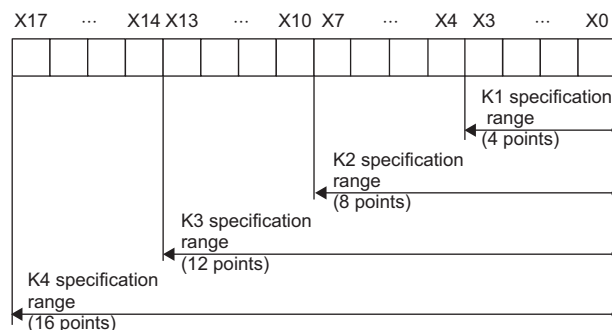 X17 ··· X14 X13 ··· X10 X7 ··· X4 X3 ··· X0
K1 specification
range
(4 points)
K2 specification
range
(8 points)
K3 specification
range
(12 points)
K4 specification
range
(16 points)